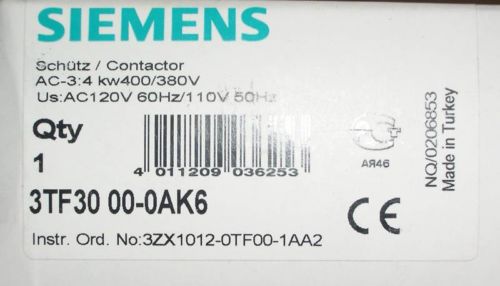 SIEMENS
Schütz / Contactor
AC-3:4 kw400/380V
Us:AC120V 60Hz/110V 50Hz
Qty
1
4 011209 036253
AЯ46
NQ/0206853
Made in Turkey
3TF30 00-0AK6
CE
Instr. Ord. No:3ZX1012-0TF00-1AA2